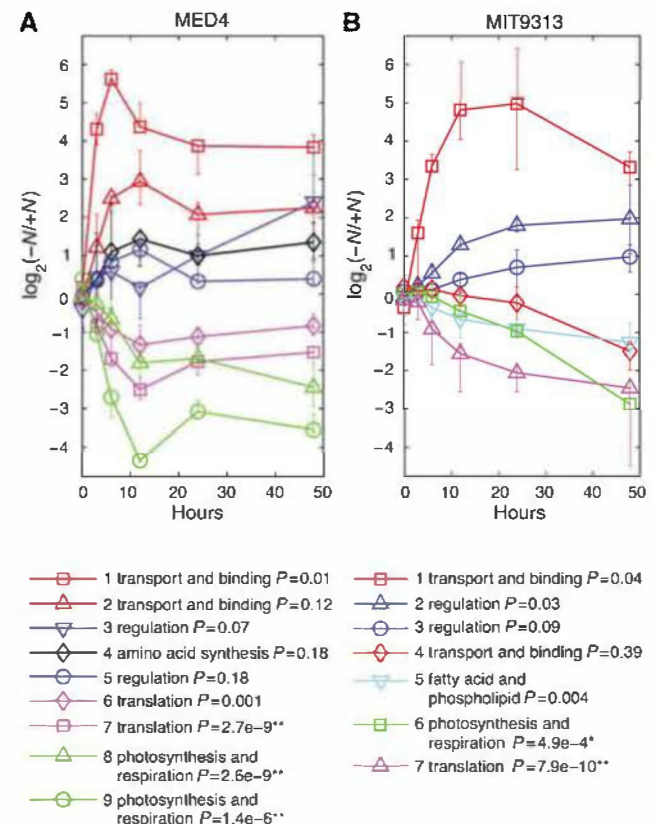 A
MED4
log2(−N/+N)
6
5
4
3
2
1
0
−1
−2
−3
−4
0 10 20 30 40 50
Hours
B
MIT9313
log2(−N/+N)
6
5
4
3
2
1
0
−1
−2
−3
−4
0 10 20 30 40 50
Hours
1 transport and binding P=0.01
2 transport and binding P=0.12
3 regulation P=0.07
4 amino acid synthesis P=0.18
5 regulation P=0.18
6 translation P=0.001
7 translation P=2.7e−9**
8 photosynthesis and
respiration P=2.6e−9**
9 photosynthesis and
respiration P=1.4e−6**
1 transport and binding P=0.04
2 regulation P=0.03
3 regulation P=0.09
4 transport and binding P=0.39
5 fatty acid and
phospholipid P=0.004
6 photosynthesis and
respiration P=4.9e−4*
7 translation P=7.9e−10**